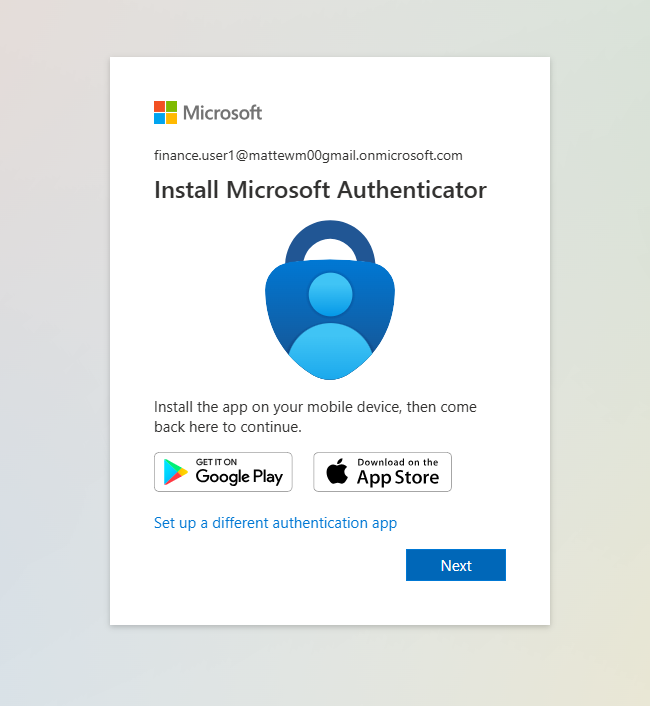 Microsoft
finance.user1@mattewm00gmail.onmicrosoft.com
Install Microsoft Authenticator
Install the app on your mobile device, then come
back here to continue.
GET IT ON
Google Play
Download on the
App Store
Set up a different authentication app
Next